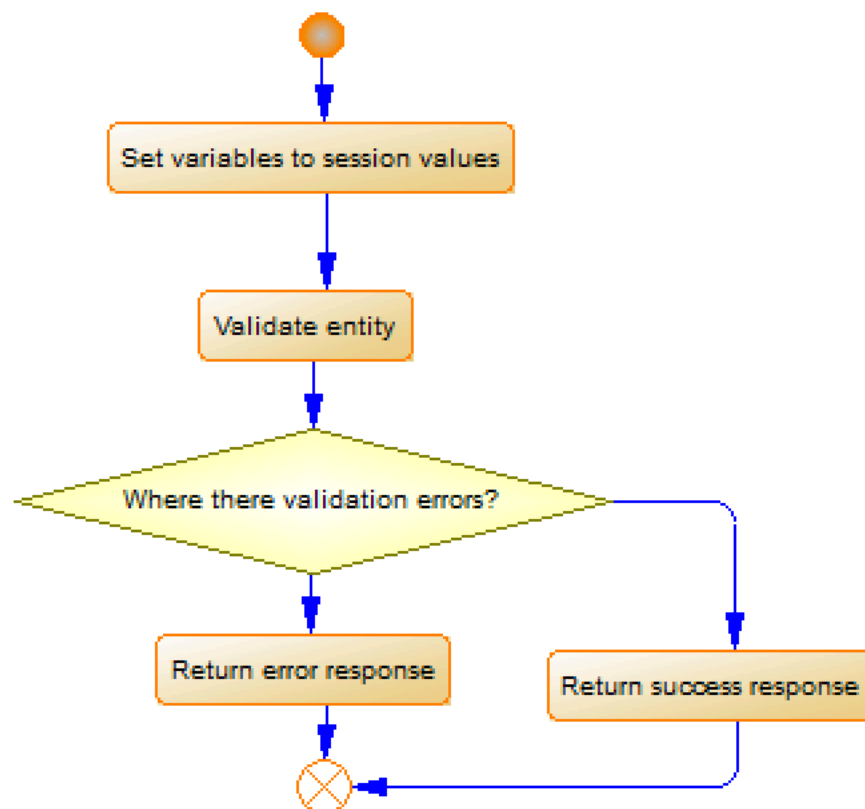 Set variables to session values
Validate entity
Where there validation errors?
Return error response
Return success response